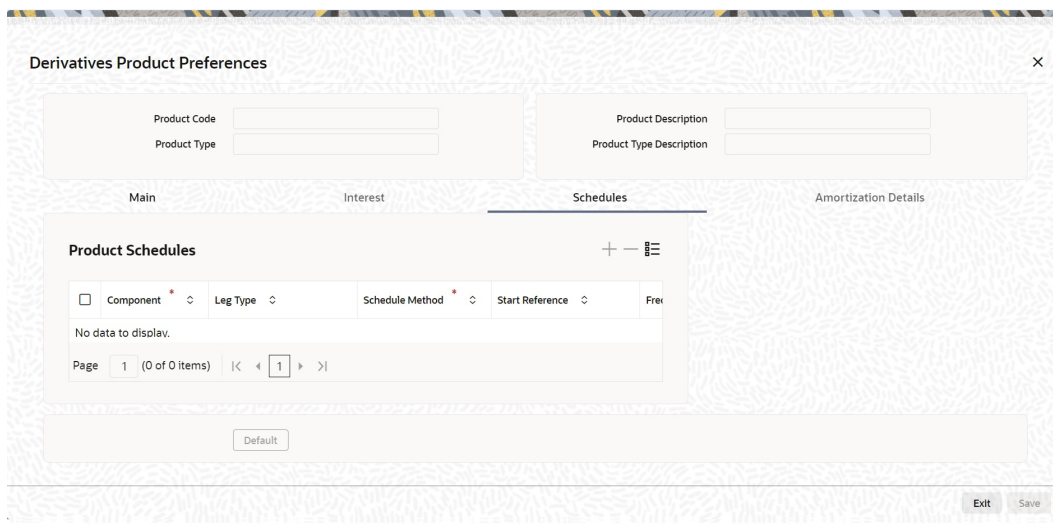 Derivatives Product Preferences
Product Code
Product Description
Product Type
Product Type Description
Main Interest Schedules Amortization Details
Product Schedules
Component * Leg Type Schedule Method * Start Reference
No data to display.
Page 1 (0 of 0 items) 1
Default
Exit Save